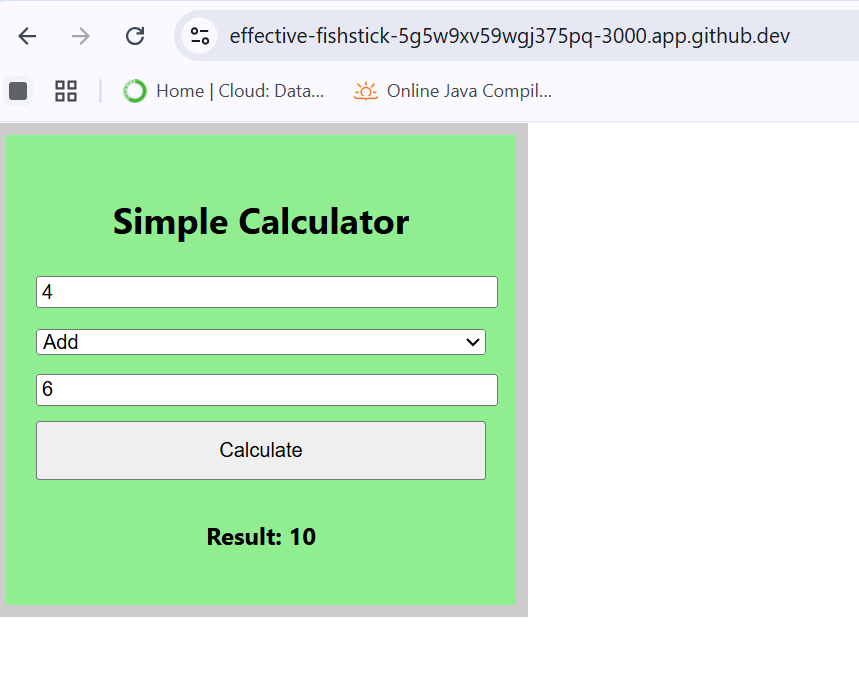 effective-fishstick-5g5w9xv59wgj375pq-3000.app.github.dev
Home | Cloud: Data... Online Java Compil...
Simple Calculator
4
Add
6
Calculate
Result: 10